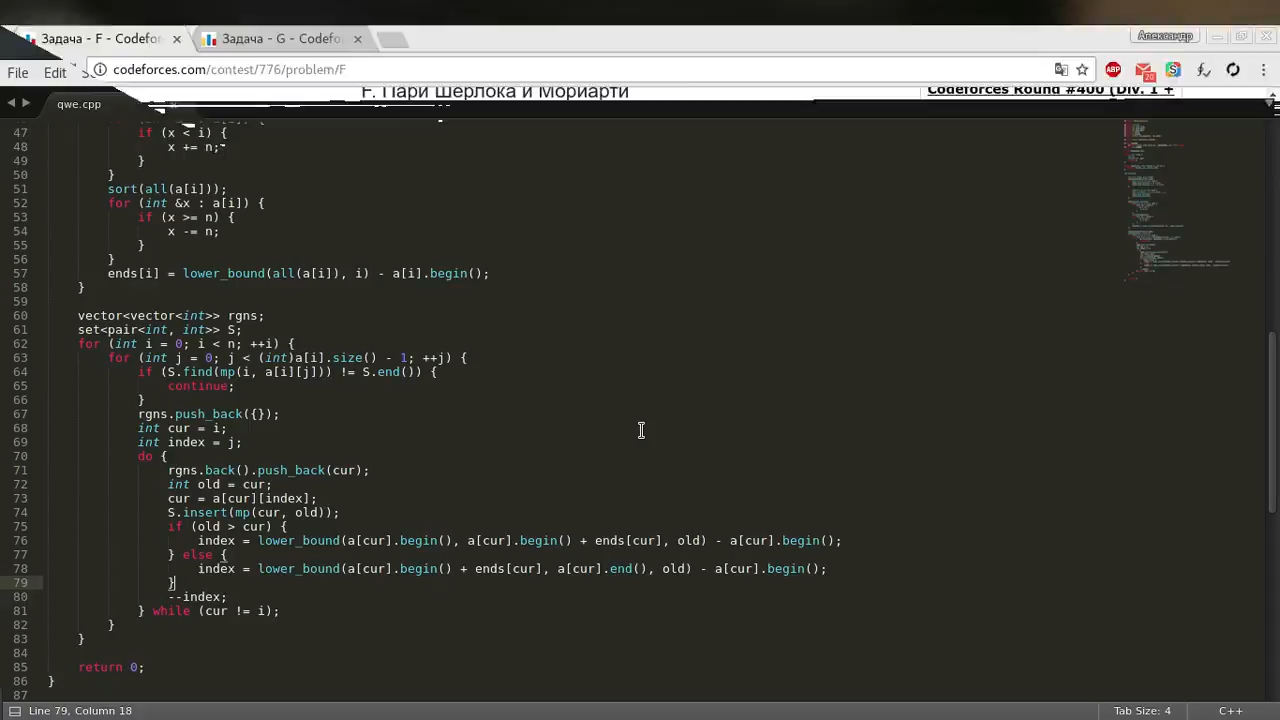 Задача - F - Codefo
Задача - G - Codefo
Александр
File Edit
codeforces.com/contest/776/problem/F
20
F. Пари Шерлока и Мориарти
Codeforces Round #400 (Div. 1 +
qwe.cpp
47 if (x < i) {
48 x += n;
49 }
50 }
51 sort(all(a[i]));
52 for (int &x : a[i]) {
53 if (x >= n) {
54 x -= n;
55 }
56 }
57 ends[i] = lower_bound(all(a[i]), i) - a[i].begin();
58 }
59
60 vector<vector<int>> rgns;
61 set<pair<int, int>> S;
62 for (int i = 0; i < n; ++i) {
63 for (int j = 0; j < (int)a[i].size() - 1; ++j) {
64 if (S.find(mp(i, a[i][j])) != S.end()) {
65 continue;
66 }
67 rgns.push_back({});
68 int cur = i;
69 int index = j;
70 do {
71 rgns.back().push_back(cur);
72 int old = cur;
73 cur = a[cur][index];
74 S.insert(mp(cur, old));
75 if (old > cur) {
76 index = lower_bound(a[cur].begin(), a[cur].begin() + ends[cur], old) - a[cur].begin();
77 } else {
78 index = lower_bound(a[cur].begin() + ends[cur], a[cur].end(), old) - a[cur].begin();
79 }
80 --index;
81 } while (cur != i);
82 }
83 }
84
85 return 0;
86 }
87
Line 79, Column 18
Tab Size: 4
C++